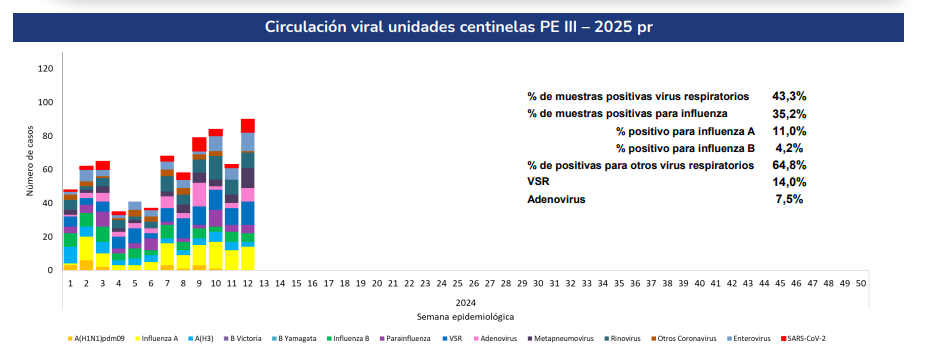 Circulación viral unidades centinelas PE III – 2025 pr
120
100
80
60
40
20
0
Número de casos
% de muestras positivas virus respiratorios 43,3%
% de muestras positivas para influenza 35,2%
% positivo para influenza A 11,0%
% positivo para influenza B 4,2%
% de positivas para otros virus respiratorios 64,8%
VSR 14,0%
Adenovirus 7,5%
1 2 3 4 5 6 7 8 9 10 11 12 13 14 15 16 17 18 19 20 21 22 23 24 25 26 27 28 29 30 31 32 33 34 35 36 37 38 39 40 41 42 43 44 45 46 47 48 49 50
2024
Semana epidemiológica
A(H1N1)pdm09 Influenza A A(H3) B Victoria B Yamagata Influenza B Parainfluenza VSR Adenovirus Metapneumovirus Rinovirus Otros Coronavirus Enterovirus SARS-CoV-2